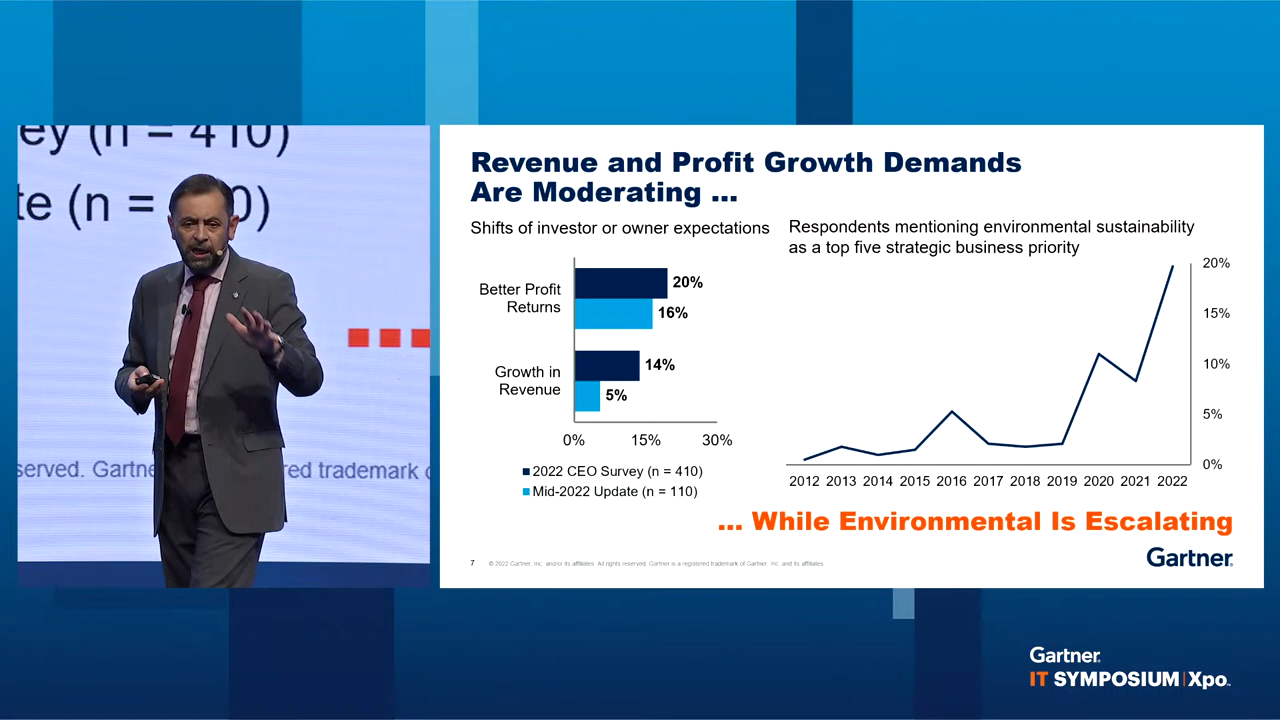 ey (n = 410)
te (n = 0)
served. Gartne red trademark
Revenue and Profit Growth Demands
Are Moderating ...
Shifts of investor or owner expectations
Better Profit
Returns
20%
16%
Growth in
Revenue
14%
5%
0% 15% 30%
2022 CEO Survey (n = 410)
Mid-2022 Update (n = 110)
Respondents mentioning environmental sustainability
as a top five strategic business priority
20%
15%
10%
5%
0%
2012 2013 2014 2015 2016 2017 2018 2019 2020 2021 2022
... While Environmental Is Escalating
7 © 2022 Gartner, Inc. and/or its affiliates. All rights reserved. Gartner is a registered trademark of Gartner, Inc. and its affiliates.
Gartner®
Gartner®
IT SYMPOSIUM | Xpo™